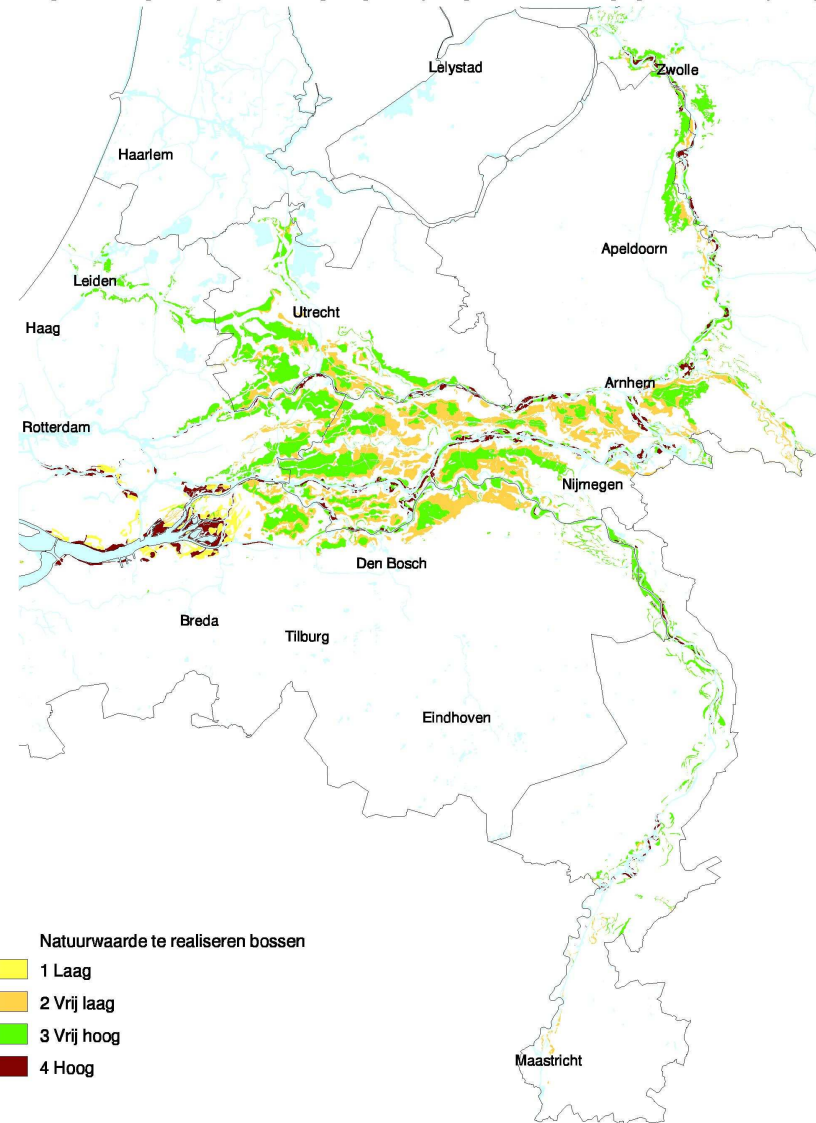 Lelystad
Zwolle
Haarlem
Apeldoorn
Leiden
Utrecht
Haag
Arnhem
Rotterdam
Nijmegen
Den Bosch
Breda
Tilburg
Eindhoven
Natuurwaarde te realiseren bossen
1 Laag
2 Vrij laag
3 Vrij hoog
4 Hoog
Maastricht